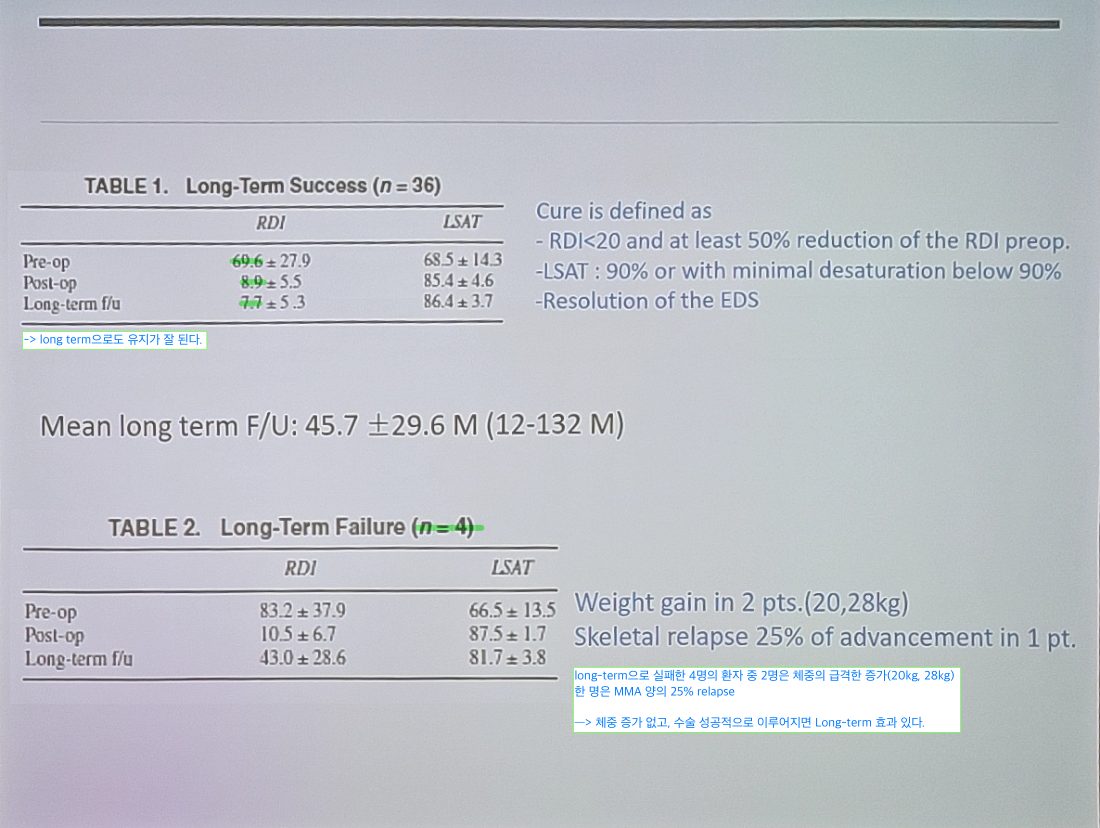 TABLE 1. Long-Term Success (n = 36)
RDI LSAT
Pre-op 69.6 ± 27.9 68.5 ± 14.3
Post-op 8.9 ± 5.5 85.4 ± 4.6
Long-term f/u 7.7 ± 5.3 86.4 ± 3.7
-> long term으로도 유지가 잘 된다.
Cure is defined as
- RDI<20 and at least 50% reduction of the RDI preop.
-LSAT : 90% or with minimal desaturation below 90%
-Resolution of the EDS
Mean long term F/U: 45.7 ±29.6 M (12-132 M)
TABLE 2. Long-Term Failure (n = 4)
RDI LSAT
Pre-op 83.2 ± 37.9 66.5 ± 13.5
Post-op 10.5 ± 6.7 87.5 ± 1.7
Long-term f/u 43.0 ± 28.6 81.7 ± 3.8
Weight gain in 2 pts.(20,28kg)
Skeletal relapse 25% of advancement in 1 pt.
long-term으로 실패한 4명의 환자 중 2명은 체중의 급격한 증가(20kg, 28kg)
한 명은 MMA 양의 25% relapse
—> 체중 증가 없고, 수술 성공적으로 이루어지면 Long-term 효과 있다.